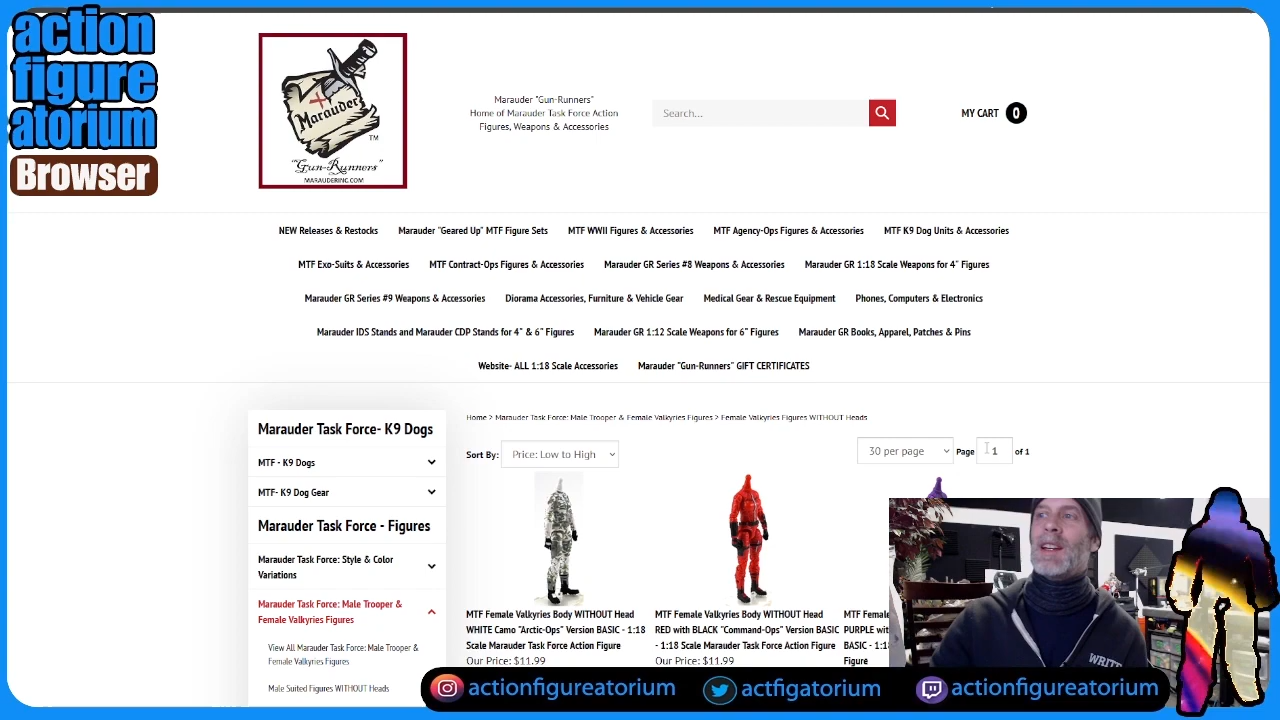 action
figure
atorium
Browser
Marauder
TM
"Gun-Runners"
MARAUDERINC.COM
Marauder "Gun-Runners"
Home of Marauder Task Force Action
Figures, Weapons & Accessories
Search...
MY CART 0
NEW Releases & Restocks Marauder "Geared Up" MTF Figure Sets MTF WWII Figures & Accessories MTF Agency-Ops Figures & Accessories MTF K9 Dog Units & Accessories
MTF Exo-Suits & Accessories MTF Contract-Ops Figures & Accessories Marauder GR Series #8 Weapons & Accessories Marauder GR 1:18 Scale Weapons for 4" Figures
Marauder GR Series #9 Weapons & Accessories Diorama Accessories, Furniture & Vehicle Gear Medical Gear & Rescue Equipment Phones, Computers & Electronics
Marauder IDS Stands and Marauder CDP Stands for 4" & 6" Figures Marauder GR 1:12 Scale Weapons for 6" Figures Marauder GR Books, Apparel, Patches & Pins
Website- ALL 1:18 Scale Accessories Marauder "Gun-Runners" GIFT CERTIFICATES
Marauder Task Force- K9 Dogs
MTF - K9 Dogs
MTF- K9 Dog Gear
Marauder Task Force - Figures
Marauder Task Force: Style & Color
Variations
Marauder Task Force: Male Trooper &
Female Valkyries Figures
View All Marauder Task Force: Male Trooper &
Female Valkyries Figures
Male Suited Figures WITHOUT Heads
Home > Marauder Task Force: Male Trooper & Female Valkyries Figures > Female Valkyries Figures WITHOUT Heads
Sort By: Price: Low to High 30 per page Page 1 of 1
MTF Female Valkyries Body WITHOUT Head
WHITE Camo "Arctic-Ops" Version BASIC - 1:18
Scale Marauder Task Force Action Figure
Our Price: $11.99
MTF Female Valkyries Body WITHOUT Head
RED with BLACK "Command-Ops" Version BASIC
- 1:18 Scale Marauder Task Force Action Figure
Our Price: $11.99
MTF Female
PURPLE with
BASIC - 1:18
Figure
WRITE
actionfigureatorium actfigatorium actionfigureatorium